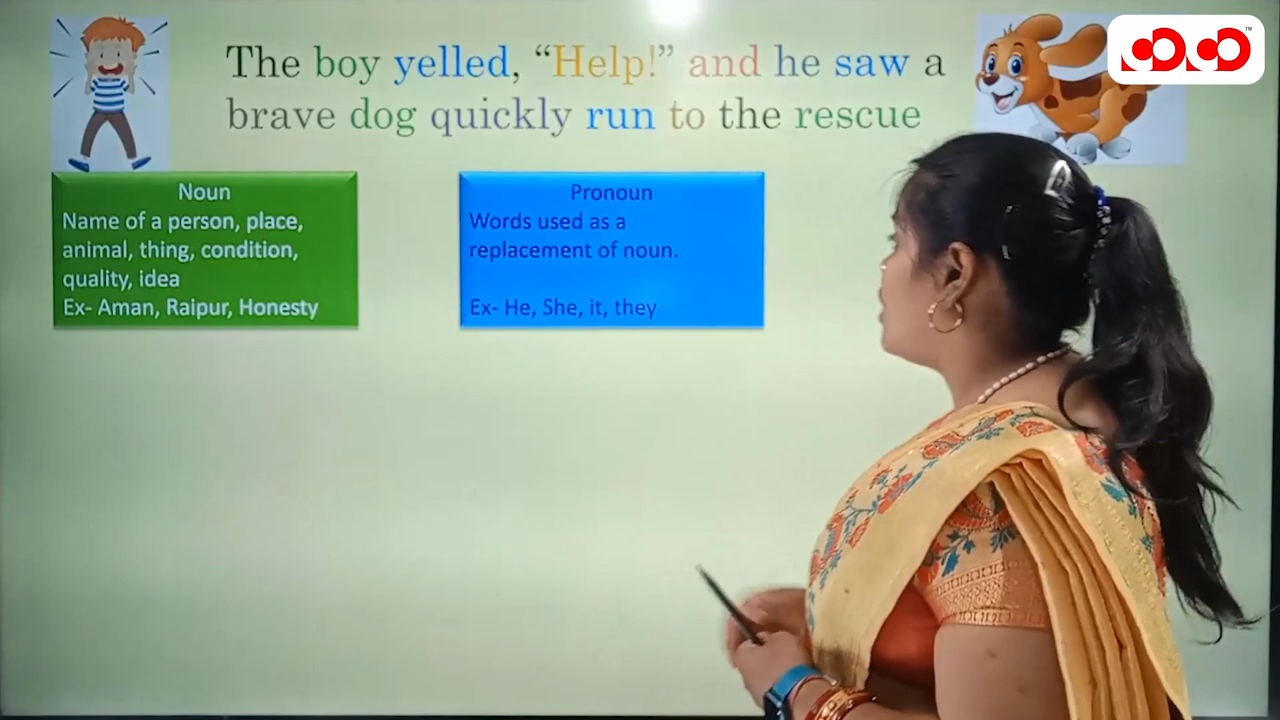 The boy yelled, “Help!” and he saw a
brave dog quickly run to the rescue
Noun
Name of a person, place,
animal, thing, condition,
quality, idea
Ex- Aman, Raipur, Honesty
Pronoun
Words used as a
replacement of noun.
Ex- He, She, it, they
TM